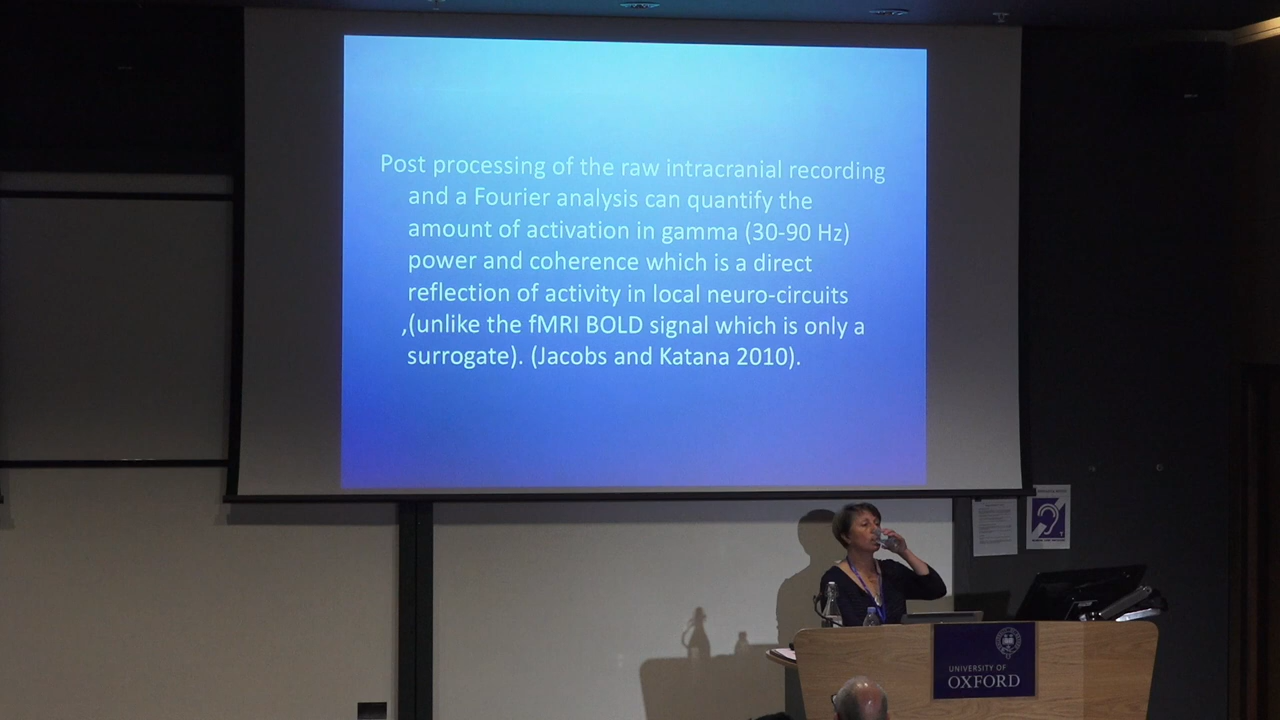 Post processing of the raw intracranial recording
and a Fourier analysis can quantify the
amount of activation in gamma (30-90 Hz)
power and coherence which is a direct
reflection of activity in local neuro-circuits
,(unlike the fMRI BOLD signal which is only a
surrogate). (Jacobs and Katana 2010).
UNIVERSITY OF
OXFORD